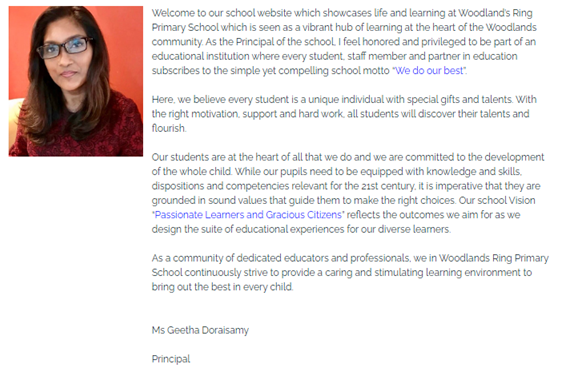 Welcome to our school website which showcases life and learning at Woodland's Ring
Primary School which is seen as a vibrant hub of learning at the heart of the Woodlands
community. As the Principal of the school, I feel honored and privileged to be part of an
educational institution where every student, staff member and partner in education
subscribes to the simple yet compelling school motto "We do our best".
Here, we believe every student is a unique individual with special gifts and talents. With
the right motivation, support and hard work, all students will discover their talents and
flourish.
Our students are at the heart of all that we do and we are committed to the development
of the whole child. While our pupils need to be equipped with knowledge and skills,
dispositions and competencies relevant for the 21st century, it is imperative that they are
grounded in sound values that guide them to make the right choices. Our school Vision
"Passionate Learners and Gracious Citizens" reflects the outcomes we aim for as we
design the suite of educational experiences for our diverse learners.
As a community of dedicated educators and professionals, we in Woodlands Ring Primary
School continuously strive to provide a caring and stimulating learning environment to
bring out the best in every child.
Ms Geetha Doraisamy
Principal